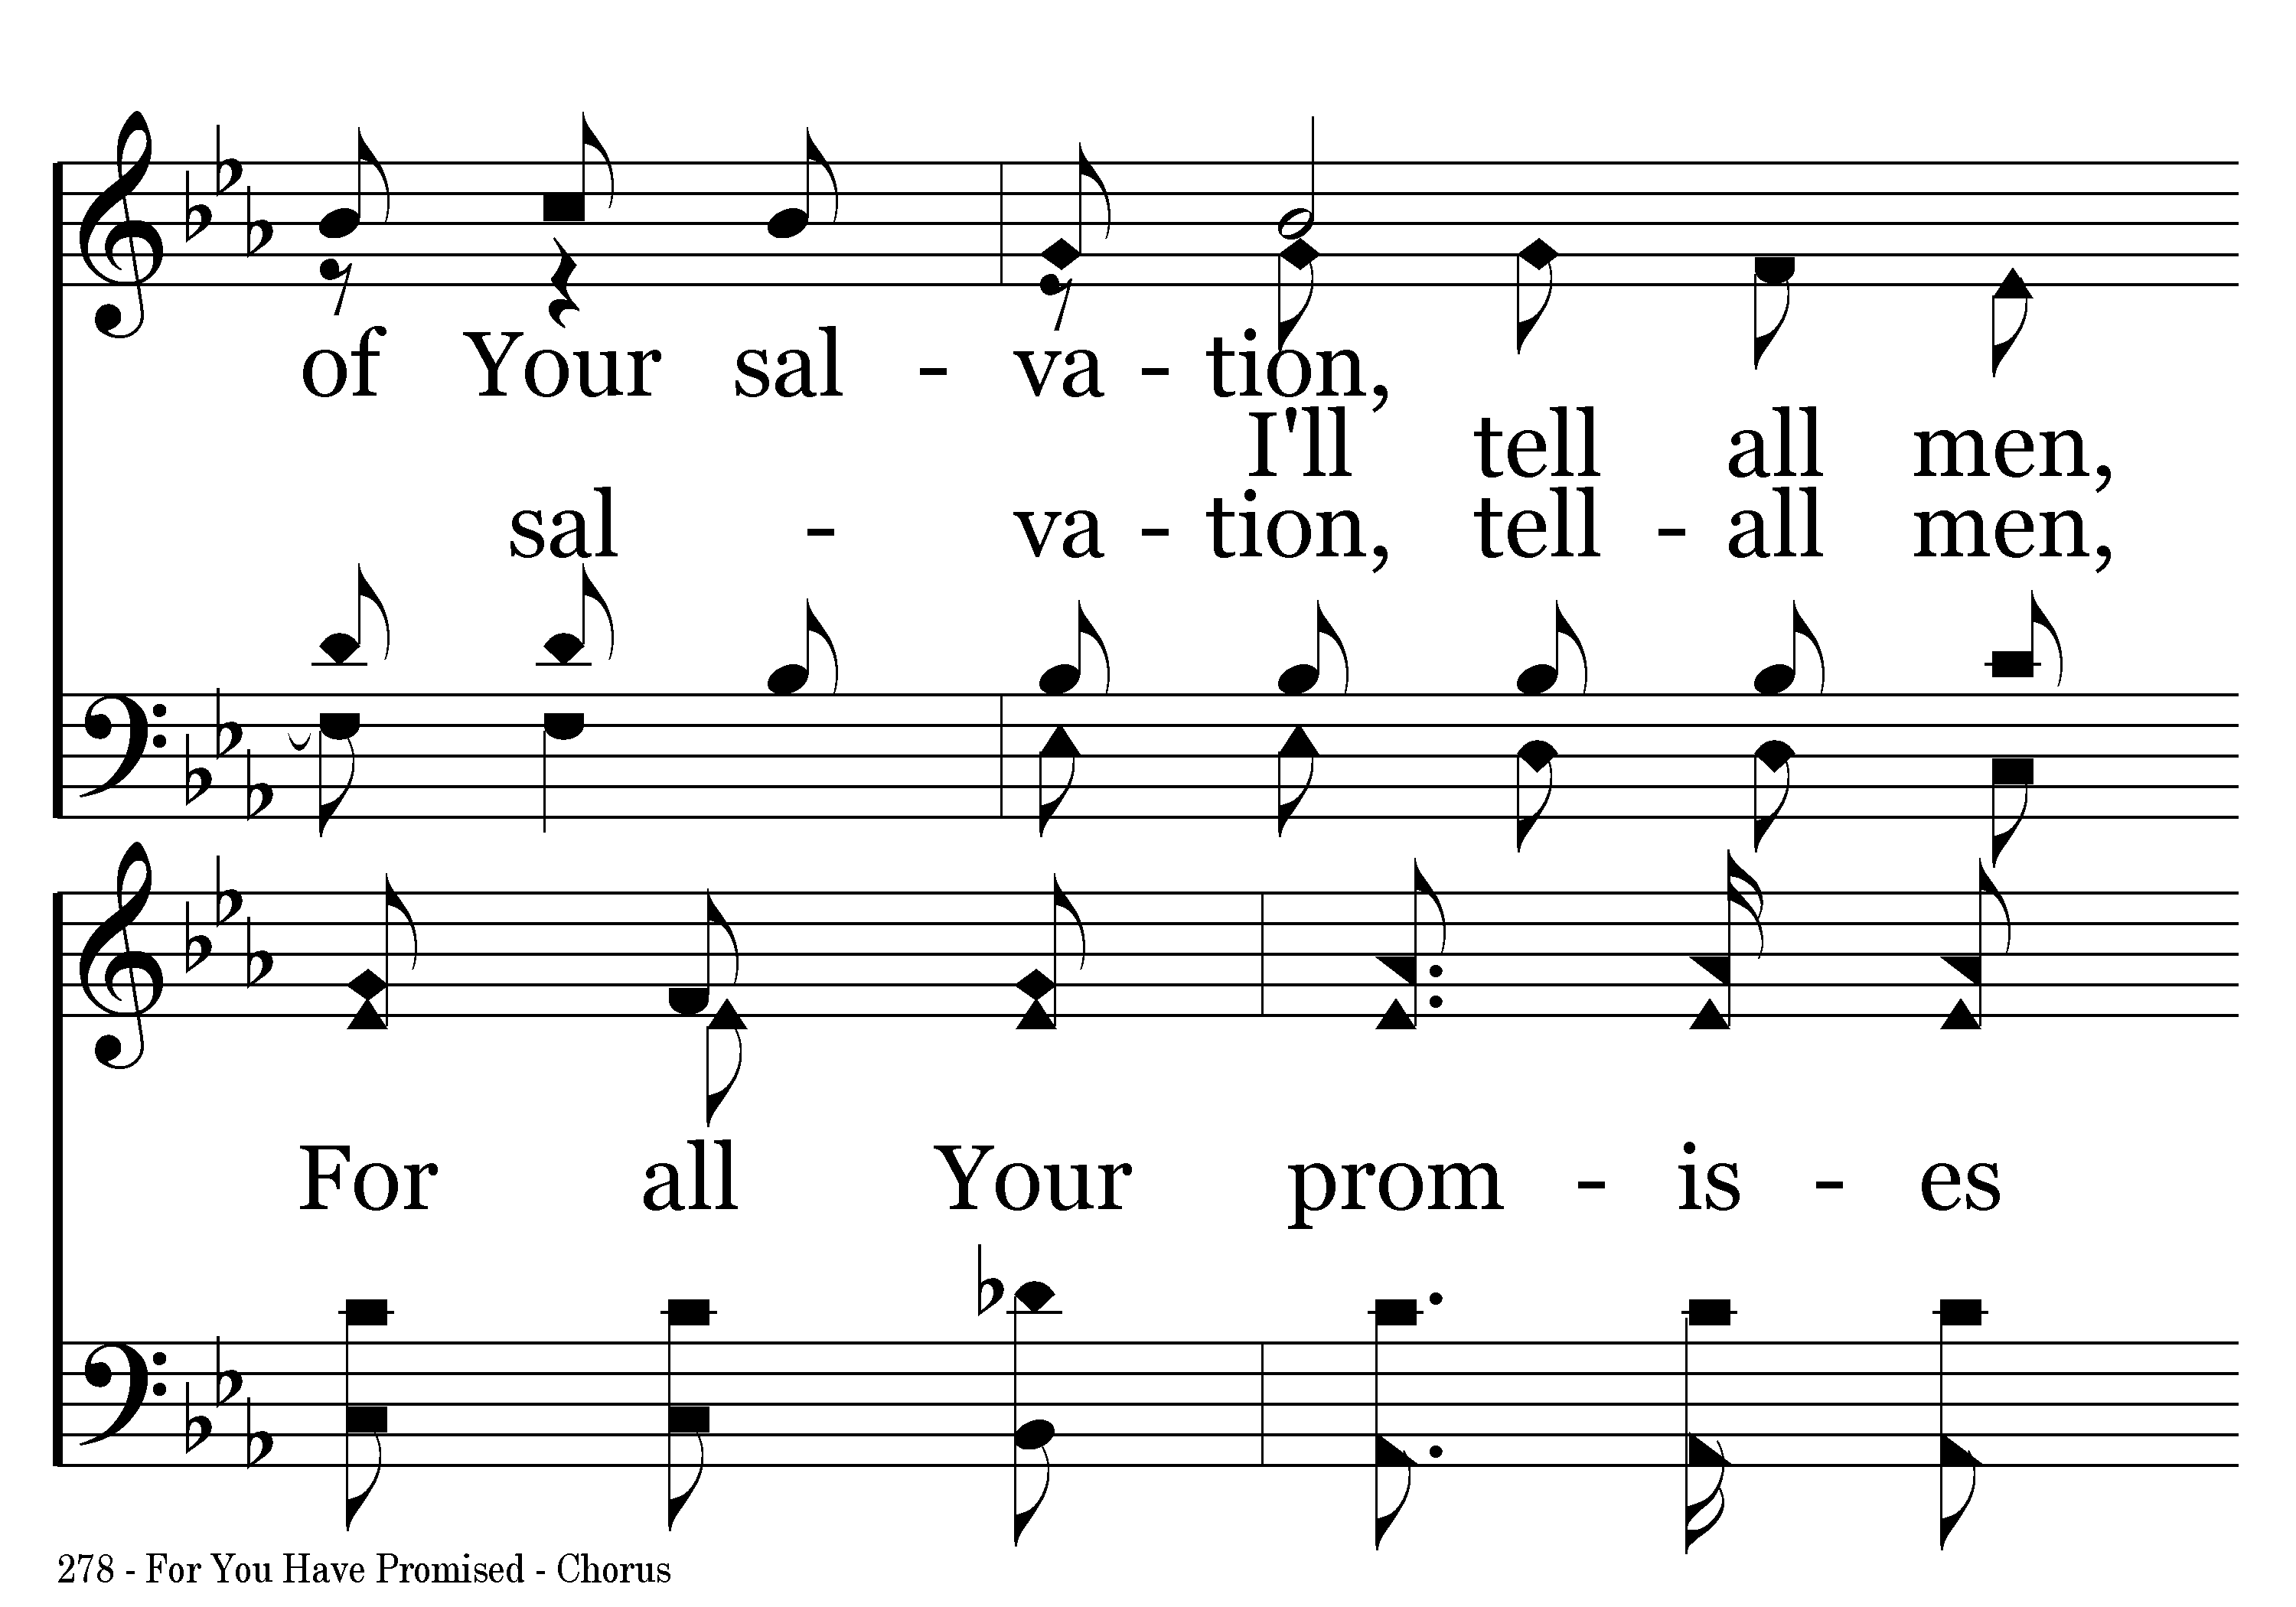 of Your sal - va - tion,
I'll tell all men,
sal - va - tion, tell - all men,
For all Your prom - is - es
278 - For You Have Promised - Chorus